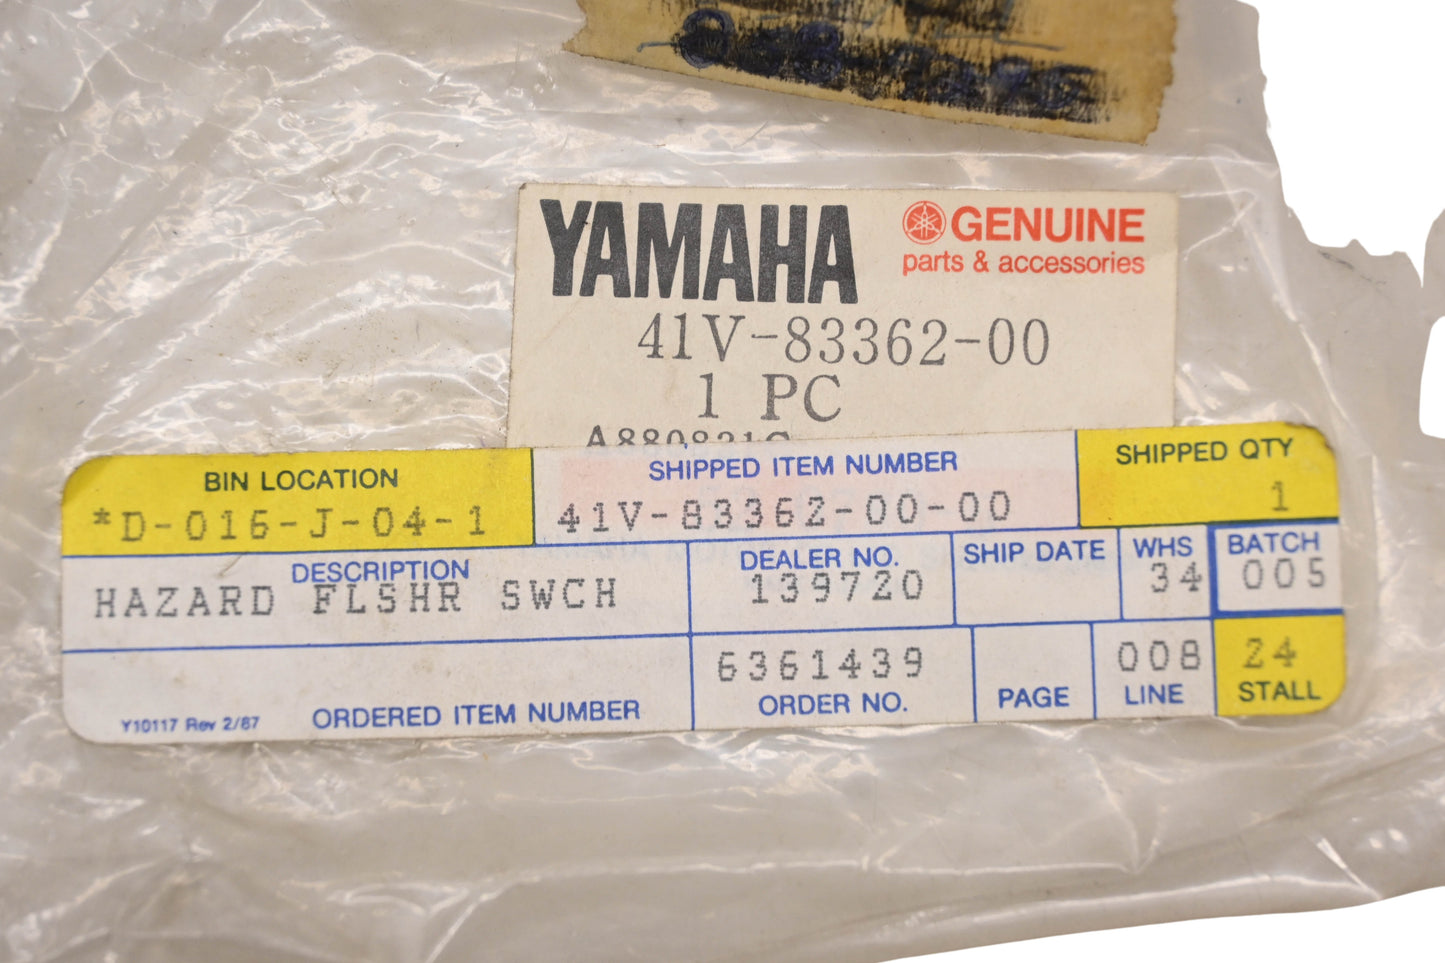 YAMAHA GENUINE
parts & accessories
41V-83362-00
1 PC
BIN LOCATION SHIPPED ITEM NUMBER SHIPPED QTY
*D-016-J-04-1 41V-83362-00-00 1
DESCRIPTION DEALER NO. SHIP DATE WHS BATCH
HAZARD FLSHR SWCH 139720 34 005
6361439 008 24
Y10117 Rev 2/87 ORDERED ITEM NUMBER ORDER NO. PAGE LINE STALL